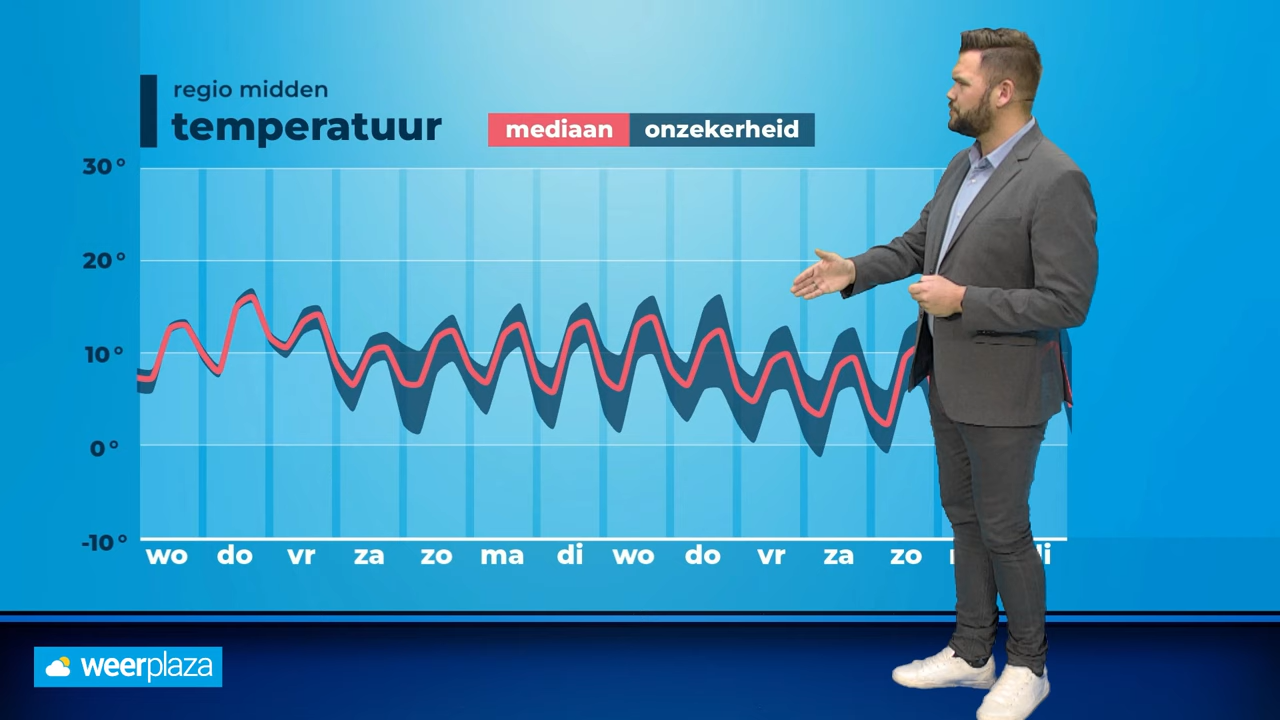 regio midden
temperatuur
mediaan onzekerheid
30°
20°
10°
0°
-10°
wo do vr za zo ma di wo do vr za zo
weerplaza